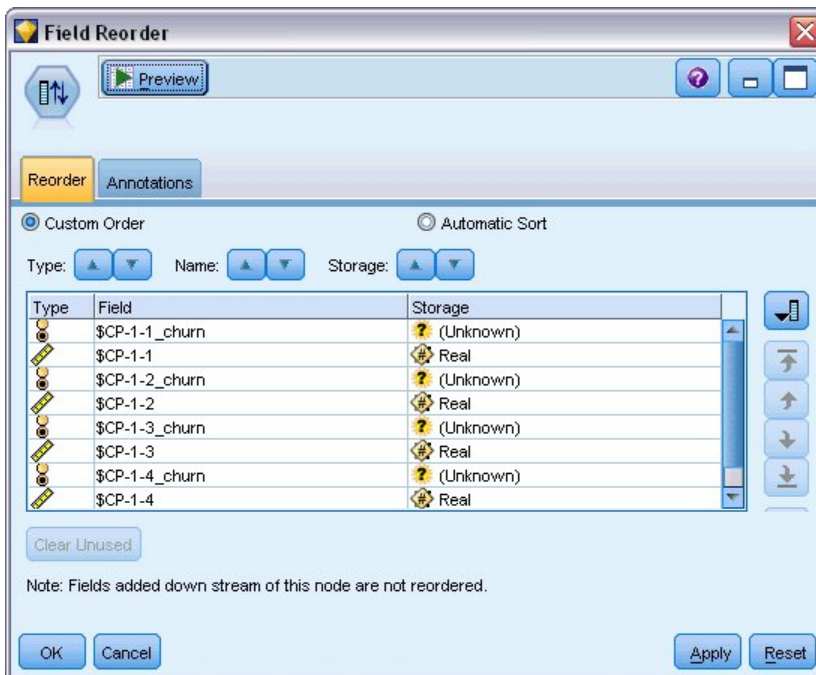 Field Reorder
Preview
Reorder
Annotations
Custom Order
Automatic Sort
Type:
Name:
Storage:
Type Field Storage
$CP-1-1_churn (Unknown)
$CP-1-1 Real
$CP-1-2_churn (Unknown)
$CP-1-2 Real
$CP-1-3_churn (Unknown)
$CP-1-3 Real
$CP-1-4_churn (Unknown)
$CP-1-4 Real
Clear Unused
Note: Fields added down stream of this node are not reordered.
OK
Cancel
Apply
Reset